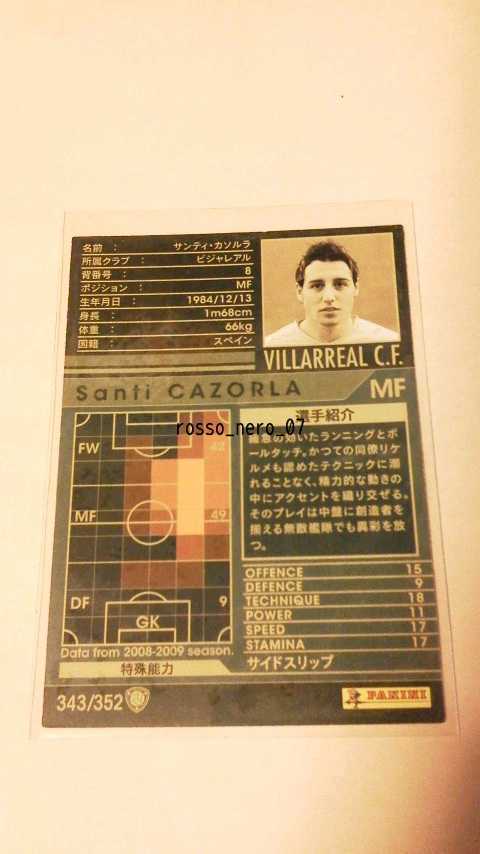 名前 : サンティ・カソルラ
所属クラブ : ビジャレアル
背番号 : 8
ポジション : MF
生年月日 : 1984/12/13
身長 : 1m68cm
体重 : 66kg
国籍 : スペイン
VILLARREAL C.F.
Santi CAZORLA
MF
rosso_nero_07
FW 42
MF 49
DF 9
GK
Data from 2008-2009 season.
選手紹介
の効いたランニングとボ
ールタッチ。かつての同僚リケ
ルメも認めたテクニックに溺
れることなく、精力的な動きの
中にアクセントを織り交ぜる。
そのプレイは中盤に創造者を
揃える無敵艦隊でも異彩を放
つ。
OFFENCE 15
DEFENCE 9
TECHNIQUE 18
POWER 11
SPEED 17
STAMINA 17
特殊能力
サイドスリップ
343/352
PANINI